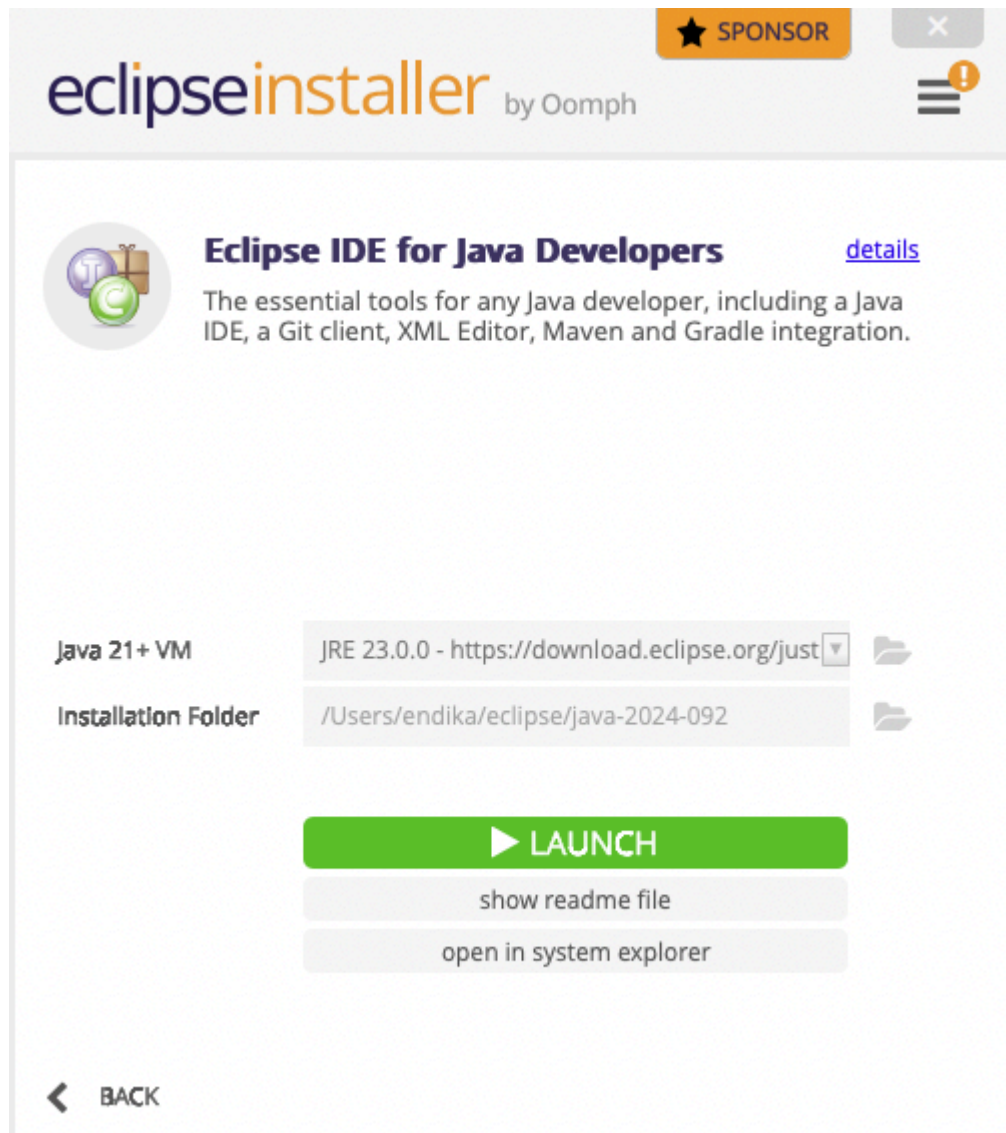 SPONSOR
eclipseinstaller by Oomph
Eclipse IDE for Java Developers details
The essential tools for any Java developer, including a Java
IDE, a Git client, XML Editor, Maven and Gradle integration.
Java 21+ VM JRE 23.0.0 - https://download.eclipse.org/just
Installation Folder /Users/endika/eclipse/java-2024-092
LAUNCH
show readme file
open in system explorer
BACK